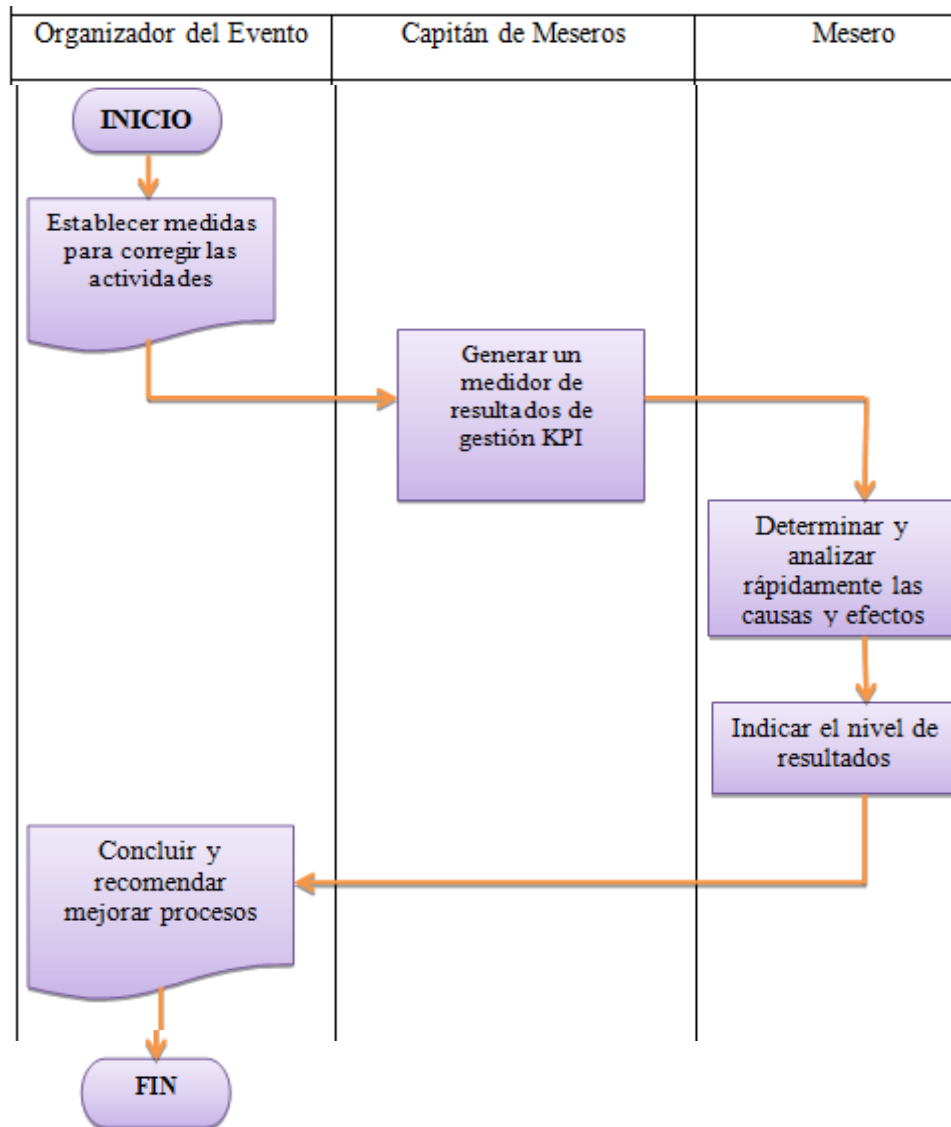 Organizador del Evento
Capitán de Meseros
Mesero
INICIO
Establecer medidas
para corregir las
actividades
Generar un
medidor de
resultados de
gestión KPI
Determinar y
analizar
rápidamente las
causas y efectos
Indicar el nivel de
resultados
Concluir y
recomendar
mejorar procesos
FIN